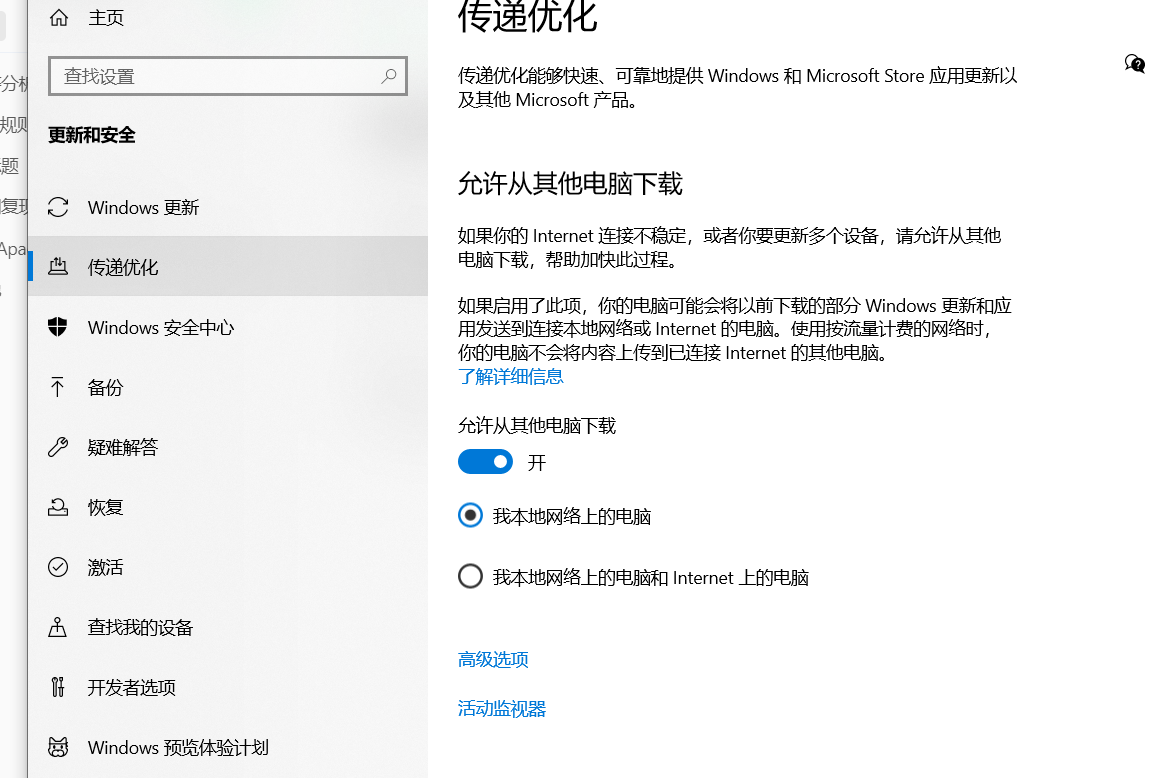 分析
规则
题
复现
Apa
主页
查找设置
更新和安全
Windows 更新
传递优化
Windows 安全中心
备份
疑难解答
恢复
激活
查找我的设备
开发者选项
Windows 预览体验计划
传递优化
传递优化能够快速、可靠地提供 Windows 和 Microsoft Store 应用更新以
及其他 Microsoft 产品。
允许从其他电脑下载
如果你的 Internet 连接不稳定，或者你要更新多个设备，请允许从其他
电脑下载，帮助加快此过程。
如果启用了此项，你的电脑可能会将以前下载的部分 Windows 更新和应
用发送到连接本地网络或 Internet 的电脑。使用按流量计费的网络时，
你的电脑不会将内容上传到已连接 Internet 的其他电脑。
了解详细信息
允许从其他电脑下载
开
我本地网络上的电脑
我本地网络上的电脑和 Internet 上的电脑
高级选项
活动监视器